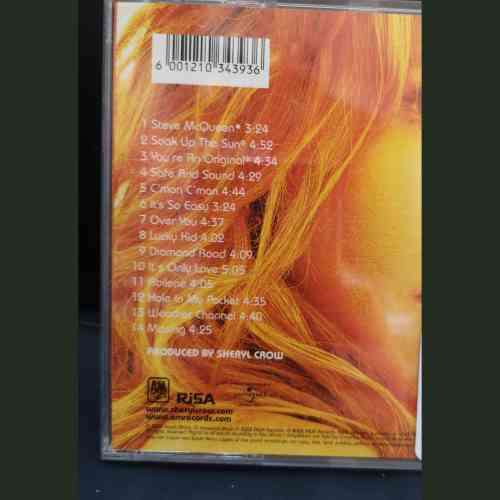 6 001210 343936
1 Steve McQueen* 3:24
2 Soak Up The Sun* 4:52
3 You're An Original* 4:34
4 Safe And Sound 4:29
5 C'mon C'mon 4:44
6 It's So Easy 3:24
7 Over You 4:37
8 Lucky Kid 4:02
9 Diamond Road 4:09
10 It's Only Love 5:05
11 Abilene 4:05
12 Hole In My Pocket 4:35
13 Weather Channel 4:40
14 Missing 4:25
PRODUCED BY SHERYL CROW
A&M
RiSA
www.sherylcrow.com
www.amrecords.com